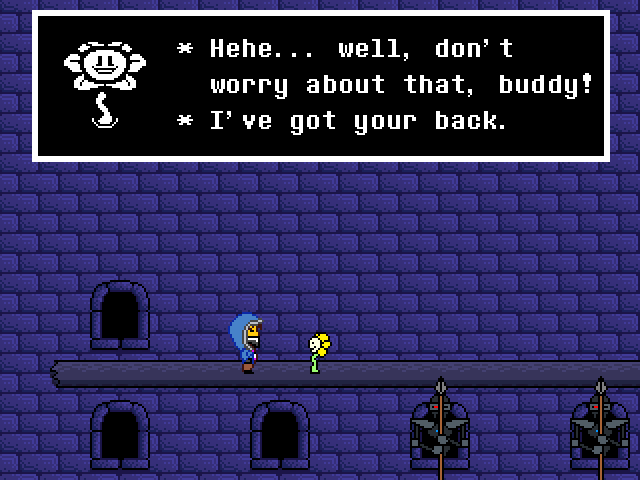 * Hehe... well, don't
worry about that, buddy!
* I've got your back.